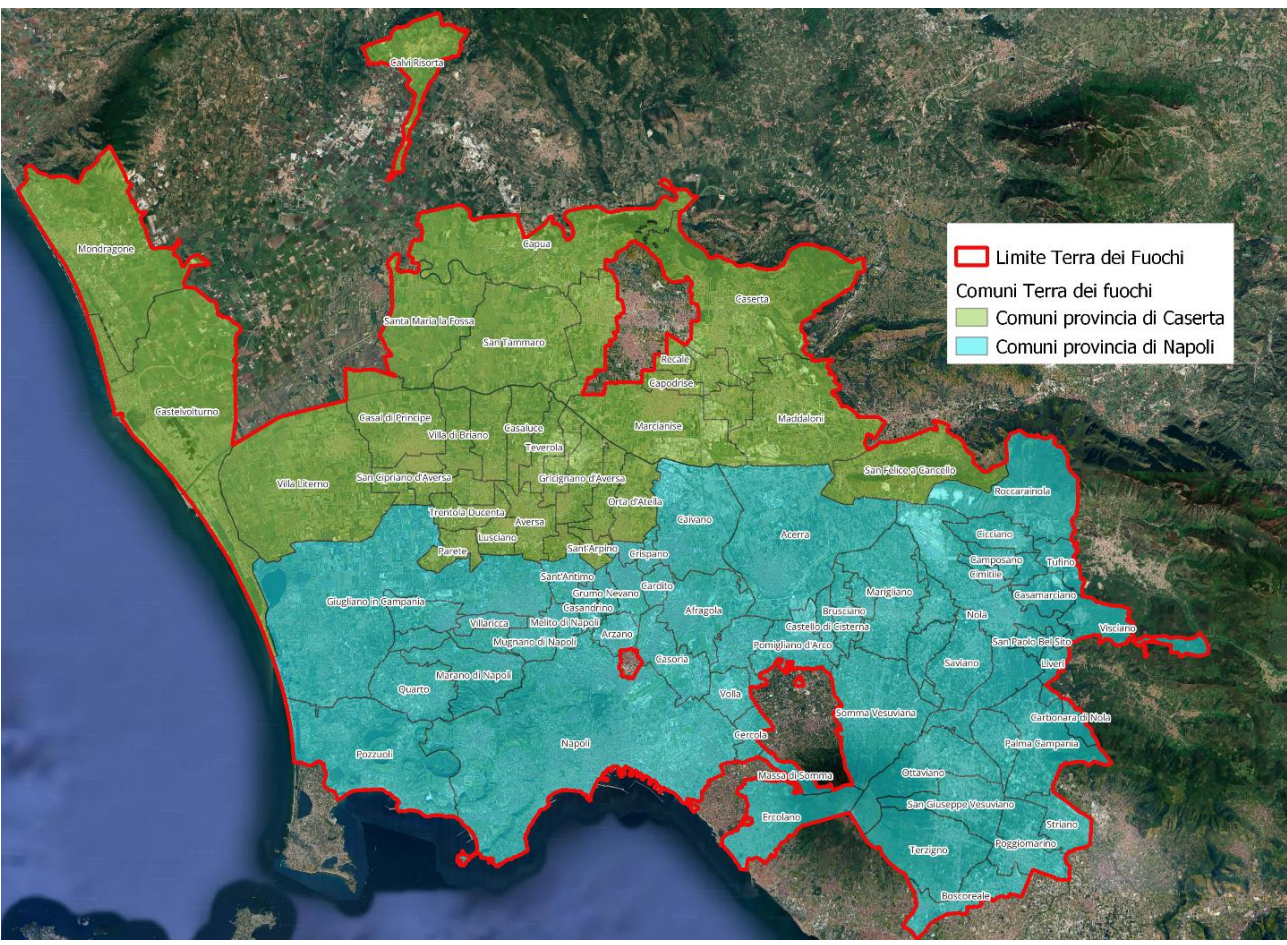 Calvi Risorta
Mondragone
Capua
Limite Terra dei Fuochi
Comuni Terra dei fuochi
Comuni provincia di Caserta
Comuni provincia di Napoli
Caserta
Santa Maria la Fossa
San Tammaro
Recale
Capodrise
Castelvolturno
Casal di Principe
Villa di Briano
Casaluce
Marcianise
Maddaloni
Teverola
Villa Literno
San Cipriano d'Aversa
Gricignano d'Aversa
San Felice a Cancello
Roccarainola
Orta d'Atella
Trentola Ducenta
Aversa
Caivano
Acerra
Lusciano
Cicciano
Parete
Sant'Arpino
Crispano
Camposano
Tufino
Cimitile
Sant'Antimo
Cardito
Grumo Nevano
Marigliano
Casamarciano
Giugliano in Campania
Casandrino
Afragola
Brusciano
Nola
Villaricca
Melito di Napoli
Castello di Cisterna
Visciano
Arzano
Mugnano di Napoli
Pomigliano d'Arco
San Paolo Bel Sito
Casoria
Saviano
Liveri
Marano di Napoli
Quarto
Volla
Somma Vesuviana
Carbonara di Nola
Cercola
Napoli
Palma Campania
Pozzuoli
Massa di Somma
Ottaviano
San Giuseppe Vesuviano
Ercolano
Striano
Poggiomarino
Terzigno
Boscoreale